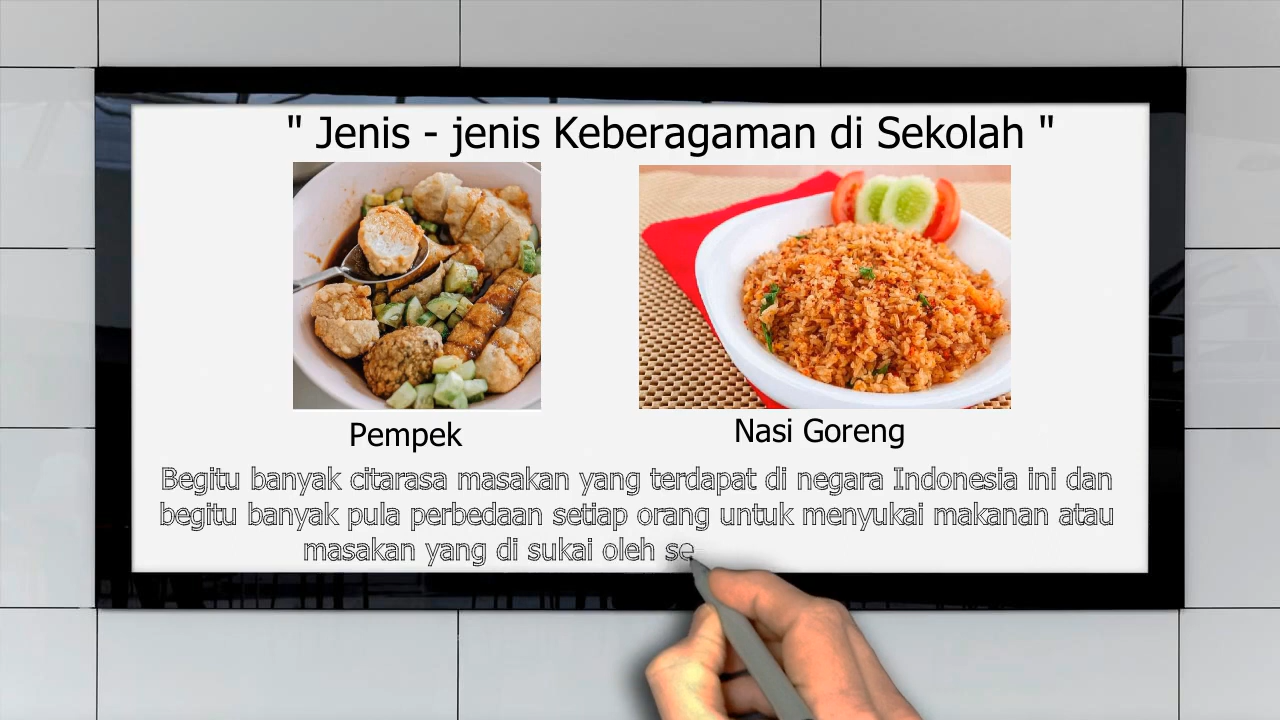 " Jenis - jenis Keberagaman di Sekolah "
Pempek
Nasi Goreng
Begitu banyak citarasa masakan yang terdapat di negara Indonesia ini dan
begitu banyak pula perbedaan setiap orang untuk menyukai makanan atau
masakan yang di sukai oleh se